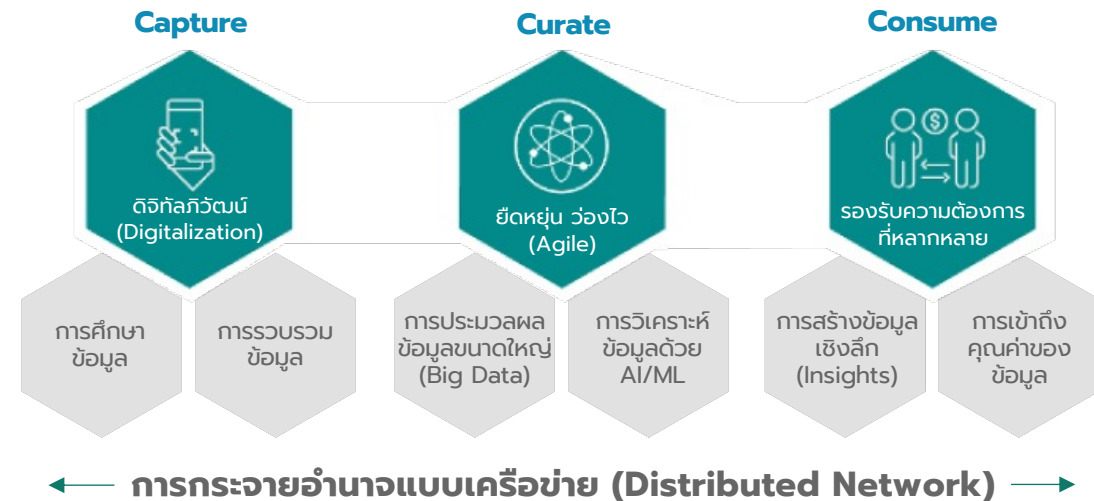 Capture
Curate
Consume
ดิจิทัลภิวัฒน์
(Digitalization)
ยืดหยุ่น ว่องไว
(Agile)
$
รองรับความต้องการ
ที่หลากหลาย
การศึกษา
ข้อมูล
การรวบรวม
ข้อมูล
การประมวลผล
ข้อมูลขนาดใหญ่
(Big Data)
การวิเคราะห์
ข้อมูลด้วย
AI/ML
การสร้างข้อมูล
เชิงลึก
(Insights)
การเข้าถึง
คุณค่าของ
ข้อมูล
การกระจายอำนาจแบบเครือข่าย (Distributed Network)